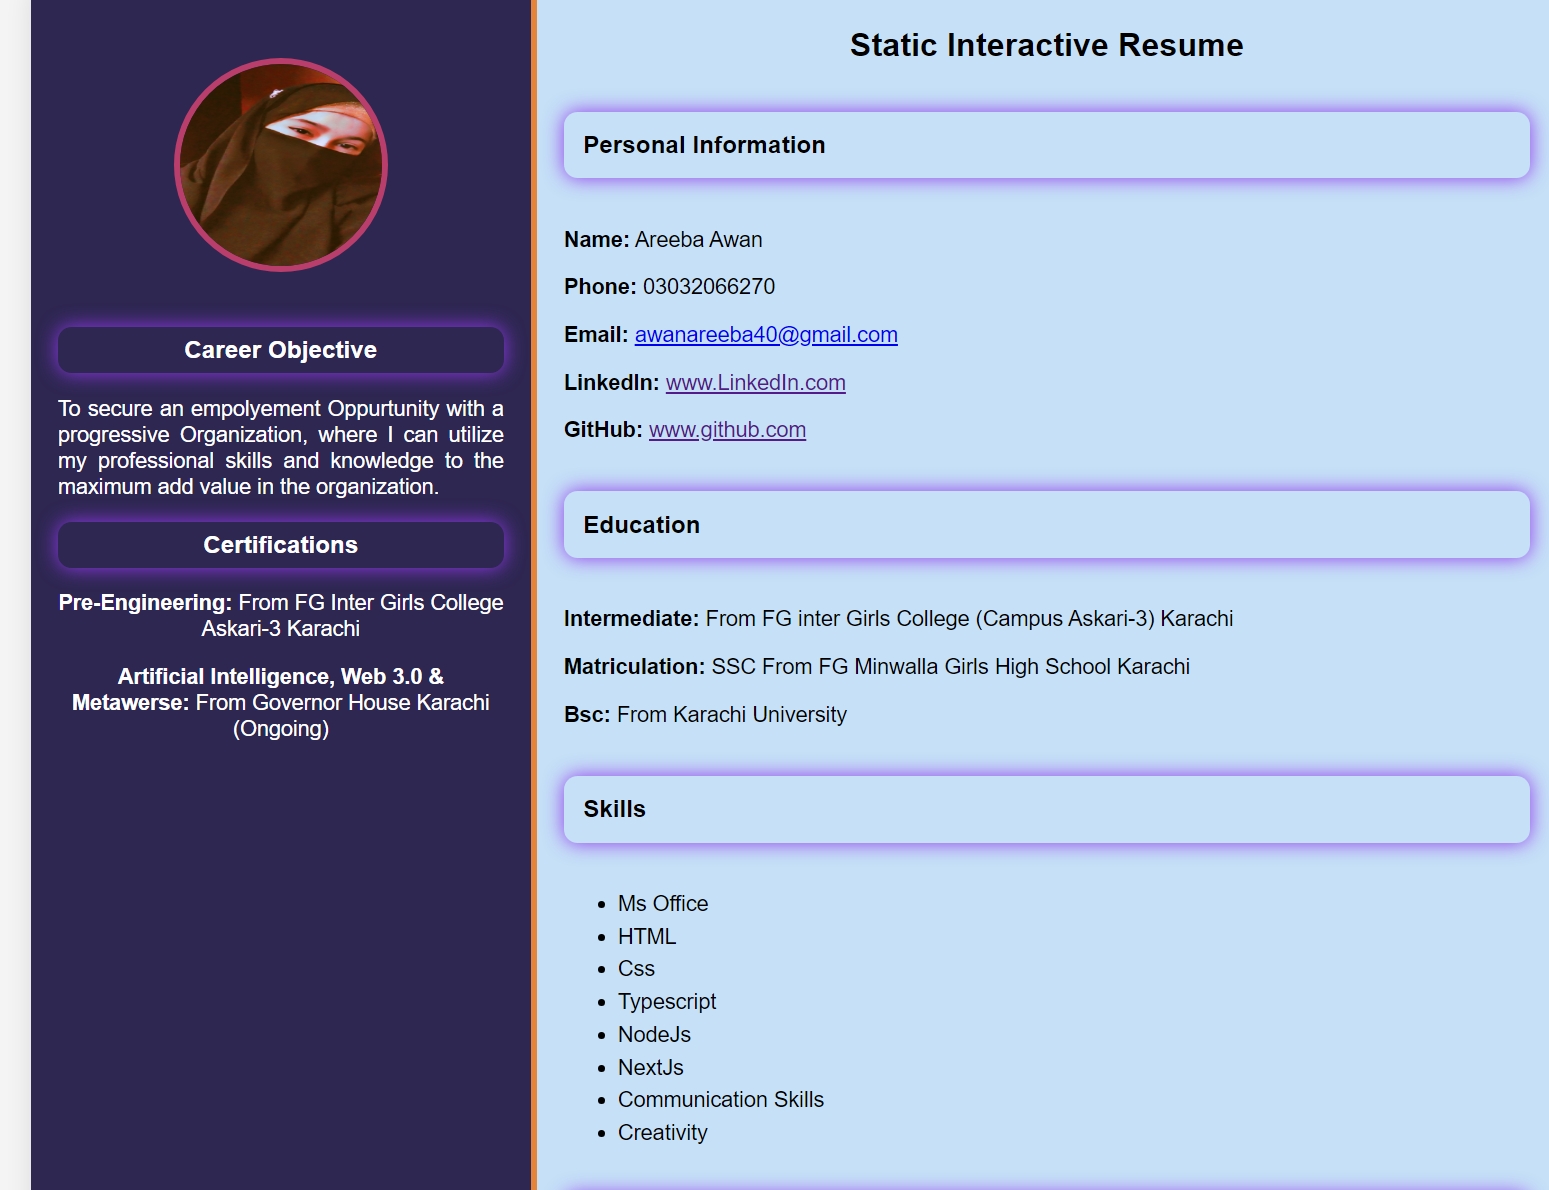 Career Objective
To secure an empolyement Oppurtunity with a
progressive Organization, where I can utilize
my professional skills and knowledge to the
maximum add value in the organization.
Certifications
Pre-Engineering: From FG Inter Girls College
Askari-3 Karachi
Artificial Intelligence, Web 3.0 &
Metawerse: From Governor House Karachi
(Ongoing)
Static Interactive Resume
Personal Information
Name: Areeba Awan
Phone: 03032066270
Email: awanareeba40@gmail.com
LinkedIn: www.LinkedIn.com
GitHub: www.github.com
Education
Intermediate: From FG inter Girls College (Campus Askari-3) Karachi
Matriculation: SSC From FG Minwalla Girls High School Karachi
Bsc: From Karachi University
Skills
Ms Office
HTML
Css
Typescript
NodeJs
NextJs
Communication Skills
Creativity